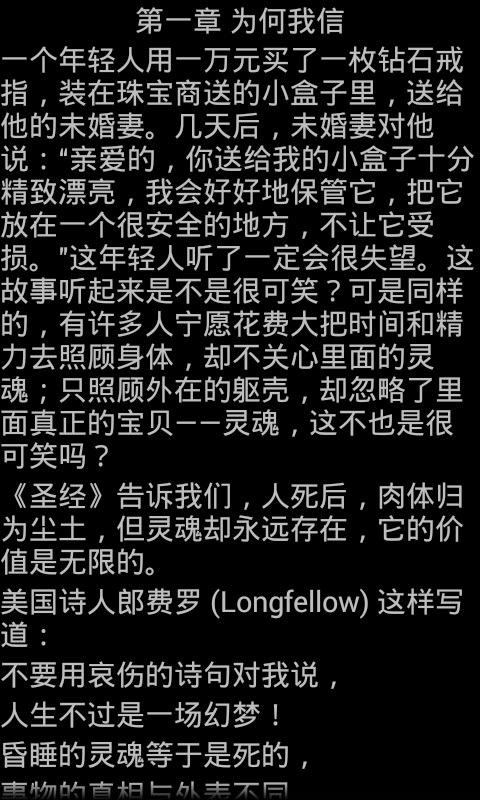 第一章 为何我信
一个年轻人用一万元买了一枚钻石戒
指，装在珠宝商送的小盒子里，送给
他的未婚妻。几天后，未婚妻对他
说：“亲爱的，你送给我的小盒子十分
精致漂亮，我会好好地保管它，把它
放在一个很安全的地方，不让它受
损。”这年轻人听了一定会很失望。这
故事听起来是不是很可笑？可是同样
的，有许多人宁愿花费大把时间和精
力去照顾身体，却不关心里面的灵
魂；只照顾外在的躯壳，却忽略了里
面真正的宝贝——灵魂，这不也是很
可笑吗？
《圣经》告诉我们，人死后，肉体归
为尘土，但灵魂却永远存在，它的价
值是无限的。
美国诗人郎费罗 (Longfellow) 这样写
道：
不要用哀伤的诗句对我说，
人生不过是一场幻梦！
昏睡的灵魂等于是死的，
事物的真相与外表不同